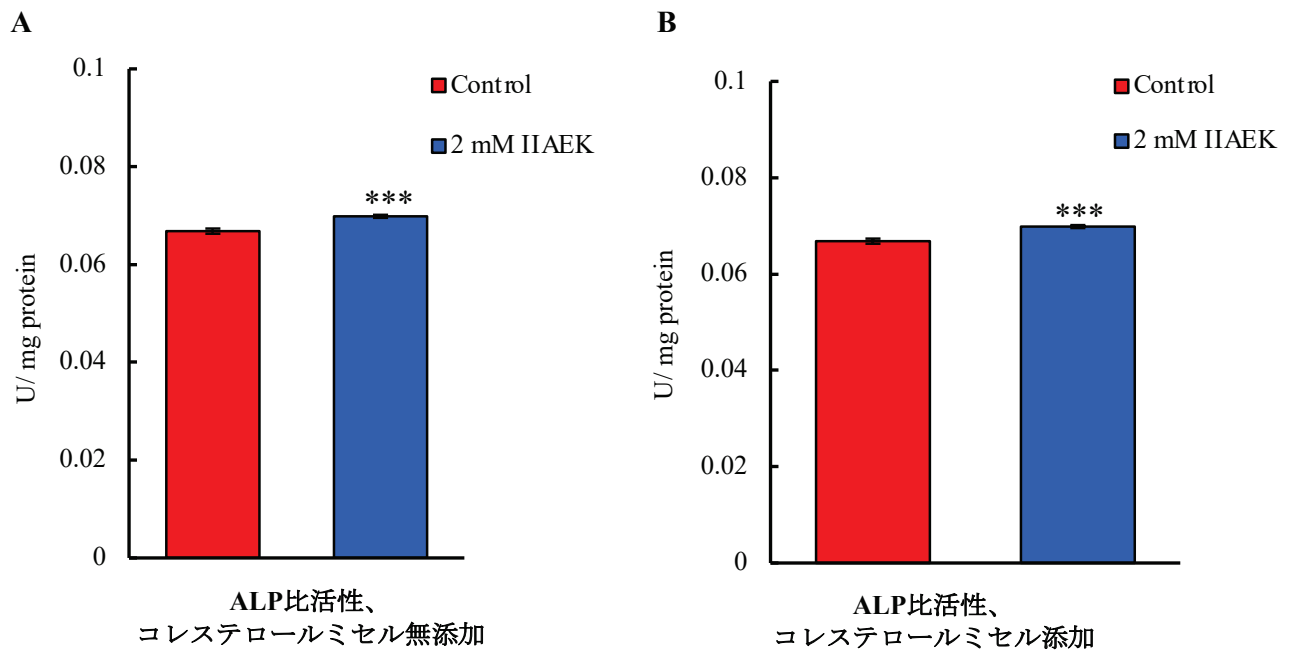 A
U/ mg protein
0.1
0.08
0.06
0.04
0.02
0
Control
2 mM IIAEK
***
ALP比活性、
コレステロールミセル無添加
B
U/ mg protein
0.1
0.08
0.06
0.04
0.02
0
Control
2 mM IIAEK
***
ALP比活性、
コレステロールミセル添加